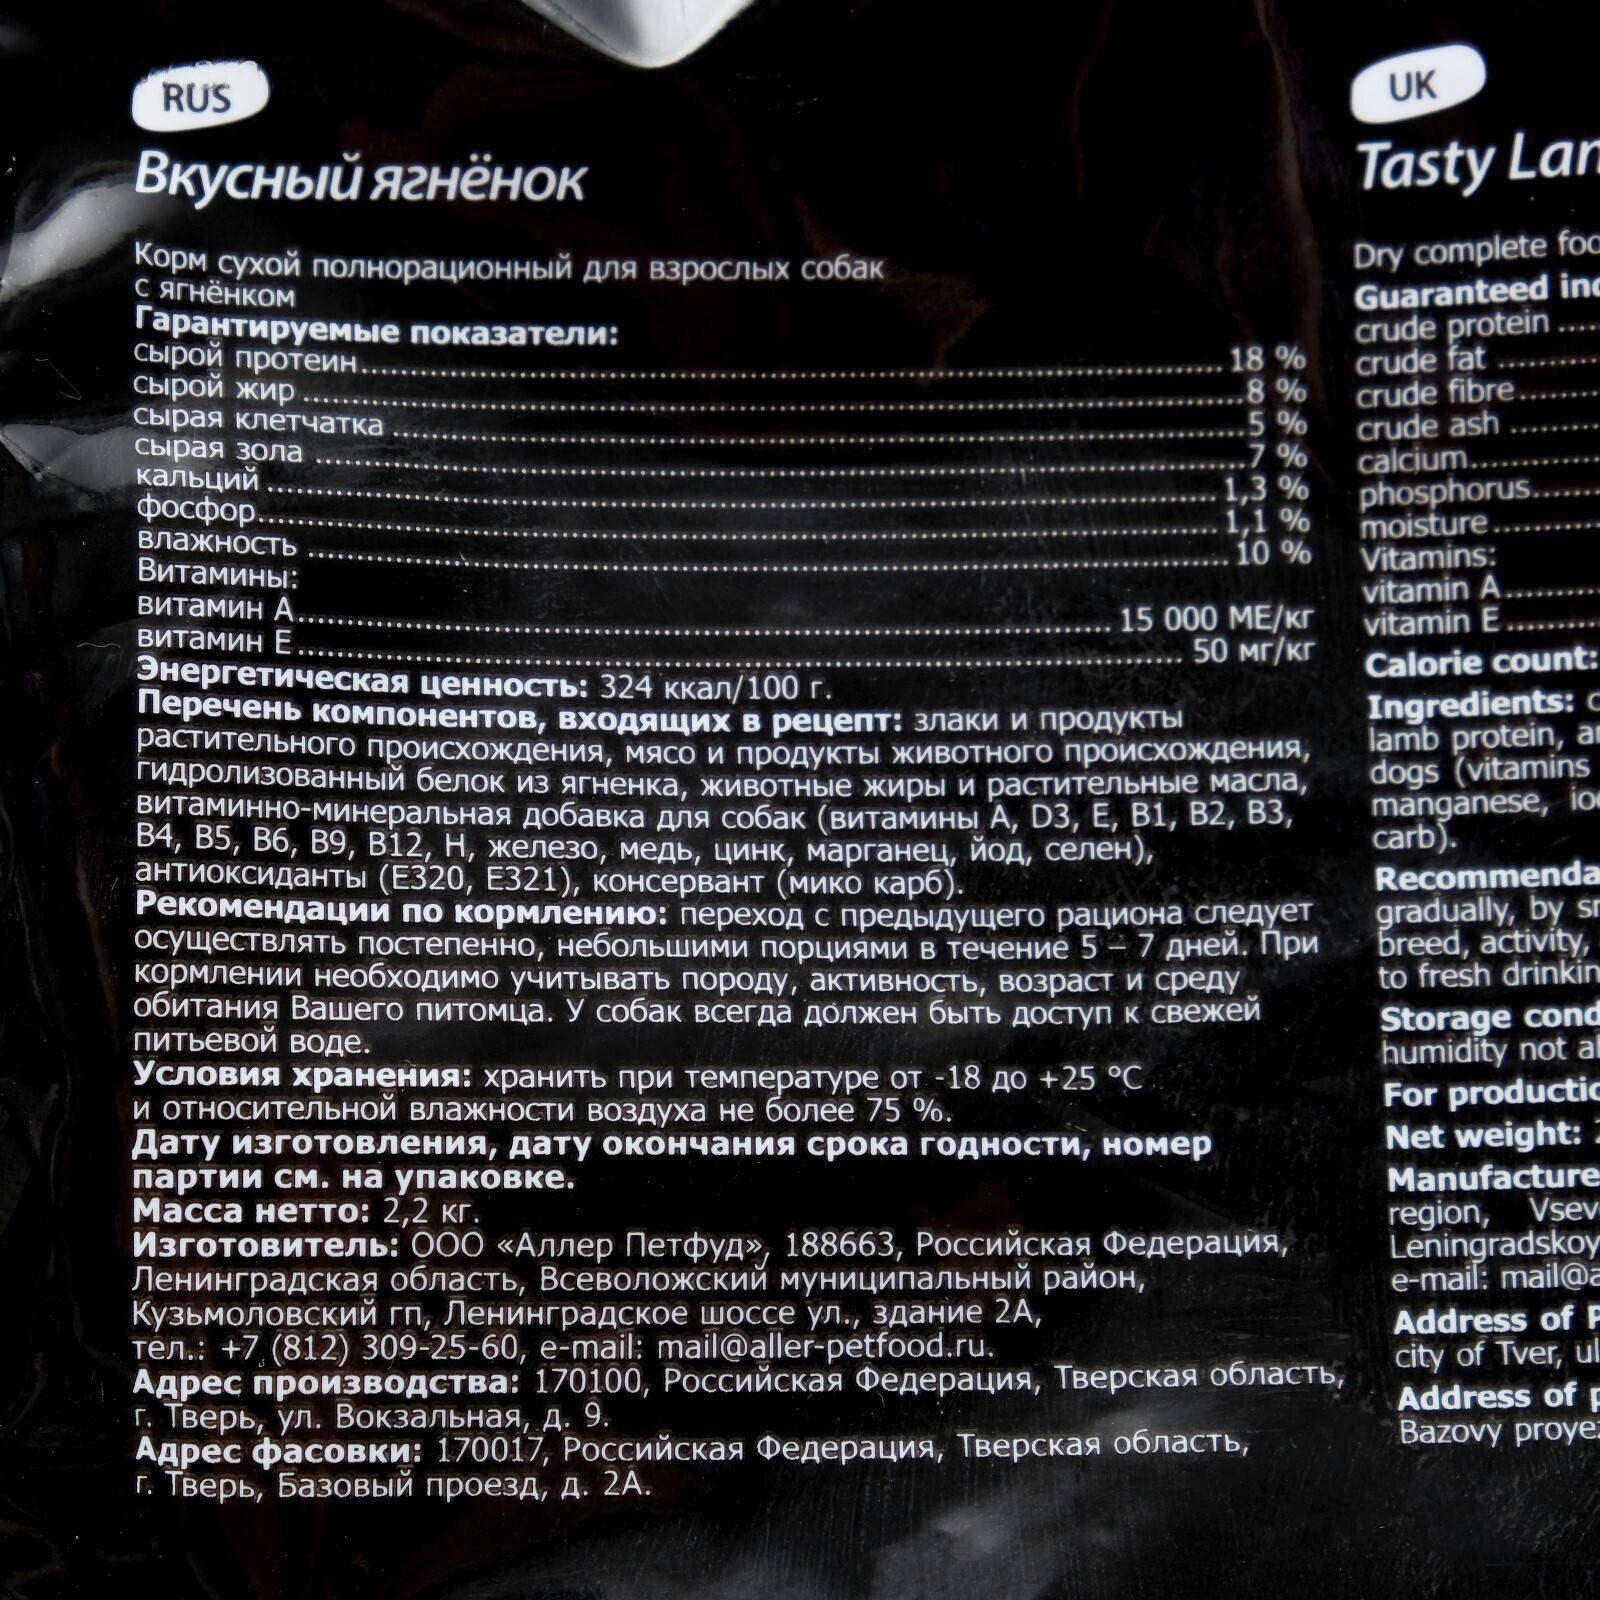 RUS
Вкусный ягнёнок
Корм сухой полнорационный для взрослых собак
с ягнёнком
Гарантируемые показатели:
сырой протеин 18 %
сырой жир 8 %
сырая клетчатка 5 %
сырая зола 7 %
кальций 1,3 %
фосфор 1,1 %
влажность 10 %
Витамины:
витамин А 15 000 МЕ/кг
витамин Е 50 мг/кг
Энергетическая ценность: 324 ккал/100 г.
Перечень компонентов, входящих в рецепт: злаки и продукты
растительного происхождения, мясо и продукты животного происхождения,
гидролизованный белок из ягненка, животные жиры и растительные масла,
витаминно-минеральная добавка для собак (витамины А, D3, Е, В1, В2, В3,
В4, В5, В6, В9, В12, Н, железо, медь, цинк, марганец, йод, селен),
антиоксиданты (Е320, Е321), консервант (мико карб).
Рекомендации по кормлению: переход с предыдущего рациона следует
осуществлять постепенно, небольшими порциями в течение 5 – 7 дней. При
кормлении необходимо учитывать породу, активность, возраст и среду
обитания Вашего питомца. У собак всегда должен быть доступ к свежей
питьевой воде.
Условия хранения: хранить при температуре от -18 до +25 °С
и относительной влажности воздуха не более 75 %.
Дату изготовления, дату окончания срока годности, номер
партии см. на упаковке.
Масса нетто: 2,2 кг.
Изготовитель: ООО «Аллер Петфуд», 188663, Российская Федерация,
Ленинградская область, Всеволожский муниципальный район,
Кузьмоловский гп, Ленинградское шоссе ул., здание 2А,
тел.: +7 (812) 309-25-60, e-mail: mail@aller-petfood.ru.
Адрес производства: 170100, Российская Федерация, Тверская область,
г. Тверь, ул. Вокзальная, д. 9.
Адрес фасовки: 170017, Российская Федерация, Тверская область,
г. Тверь, Базовый проезд, д. 2А.
UK
Tasty
Dry complete
Guaranteed
crude protein
crude fat
crude fibre
crude ash
calcium
phosphorus
moisture
Vitamins:
vitamin A
vitamin E
Calorie count:
Ingredients:
lamb protein,
dogs (vitamins
manganese,
carb).
gradually, by
breed, activity,
to fresh
Storage
humidity not
For
Net weight:
region,
e-mail:
Address of
city of Tver,
Address of
Bazovy